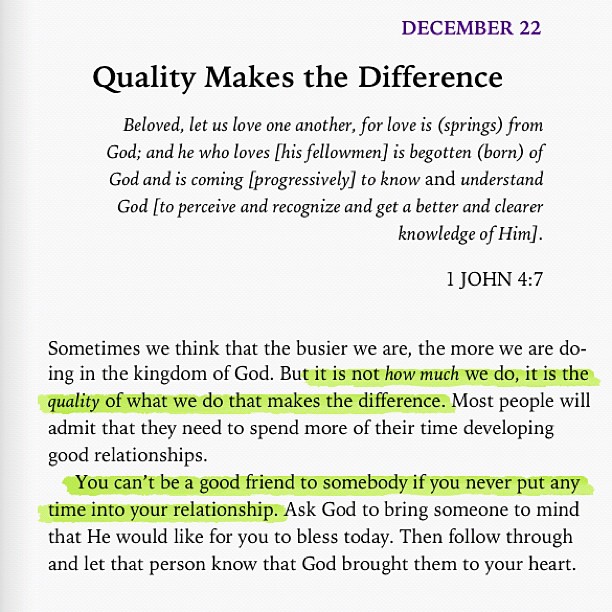 DECEMBER 22
Quality Makes the Difference
Beloved, let us love one another, for love is (springs) from
God; and he who loves [his fellowmen] is begotten (born) of
God and is coming [progressively] to know and understand
God [to perceive and recognize and get a better and clearer
knowledge of Him].
1 JOHN 4:7
Sometimes we think that the busier we are, the more we are do-
ing in the kingdom of God. But it is not how much we do, it is the
quality of what we do that makes the difference. Most people will
admit that they need to spend more of their time developing
good relationships.
You can't be a good friend to somebody if you never put any
time into your relationship. Ask God to bring someone to mind
that He would like for you to bless today. Then follow through
and let that person know that God brought them to your heart.